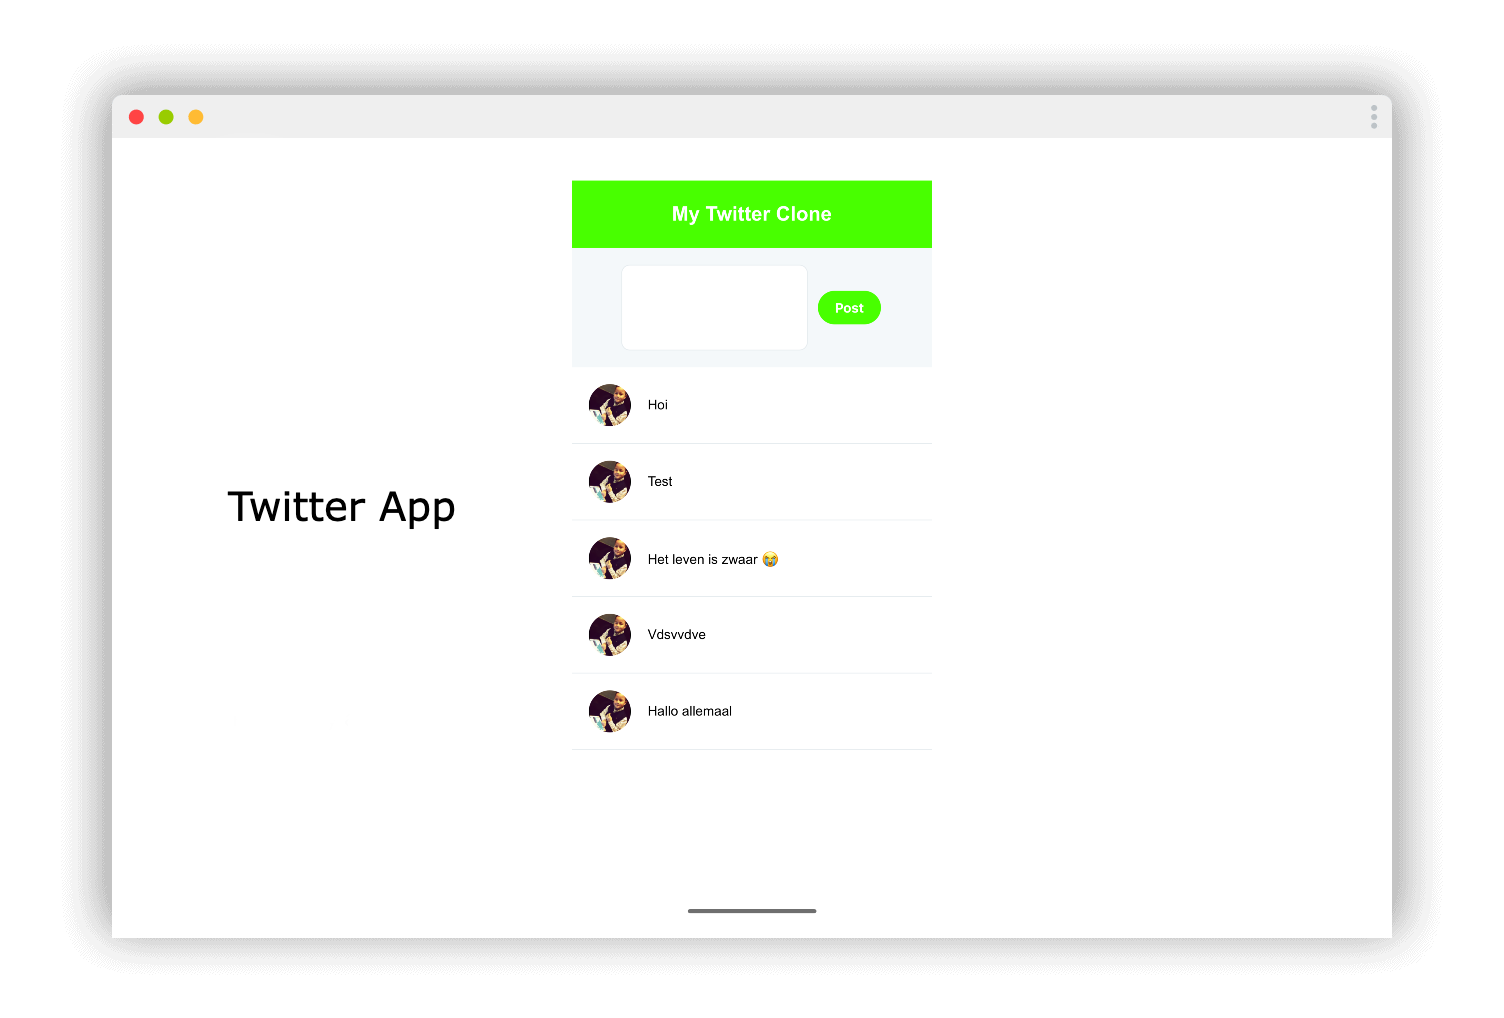 My Twitter Clone
Post
Hoi
Test
Twitter App
Het leven is zwaar 😭
Vdsvvdve
Hallo allemaal